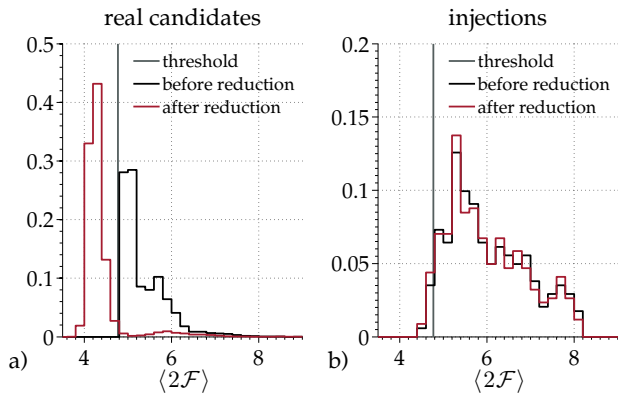 real candidates
0.5
0.4
0.3
0.2
0.1
0
threshold
before reduction
after reduction
4
6
8
a)
⟨2ℱ⟩
injections
0.2
0.15
0.1
0.05
0
threshold
before reduction
after reduction
4
6
8
b)
⟨2ℱ⟩